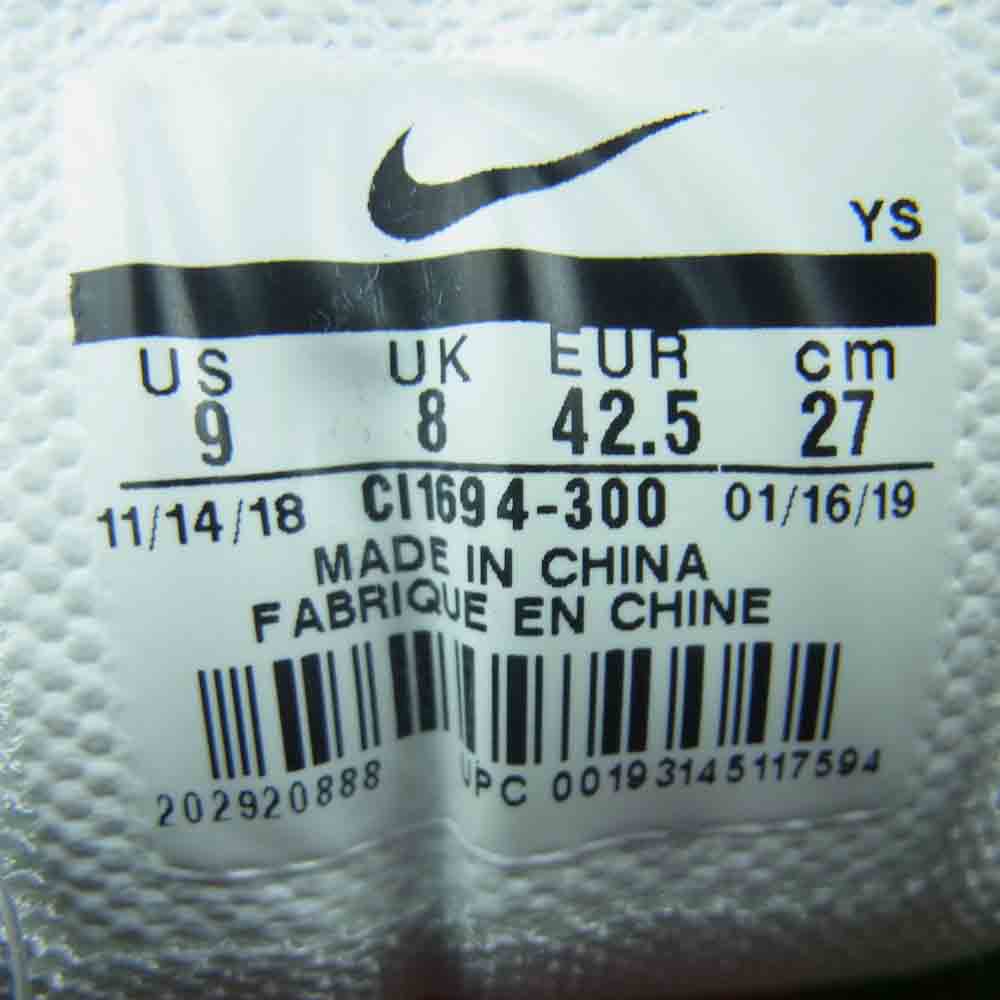 YS
US UK EUR cm
9 8 42.5 27
11/14/18 CI1694-300 01/16/19
MADE IN CHINA
FABRIQUE EN CHINE
202920888 UPC 00193145117594